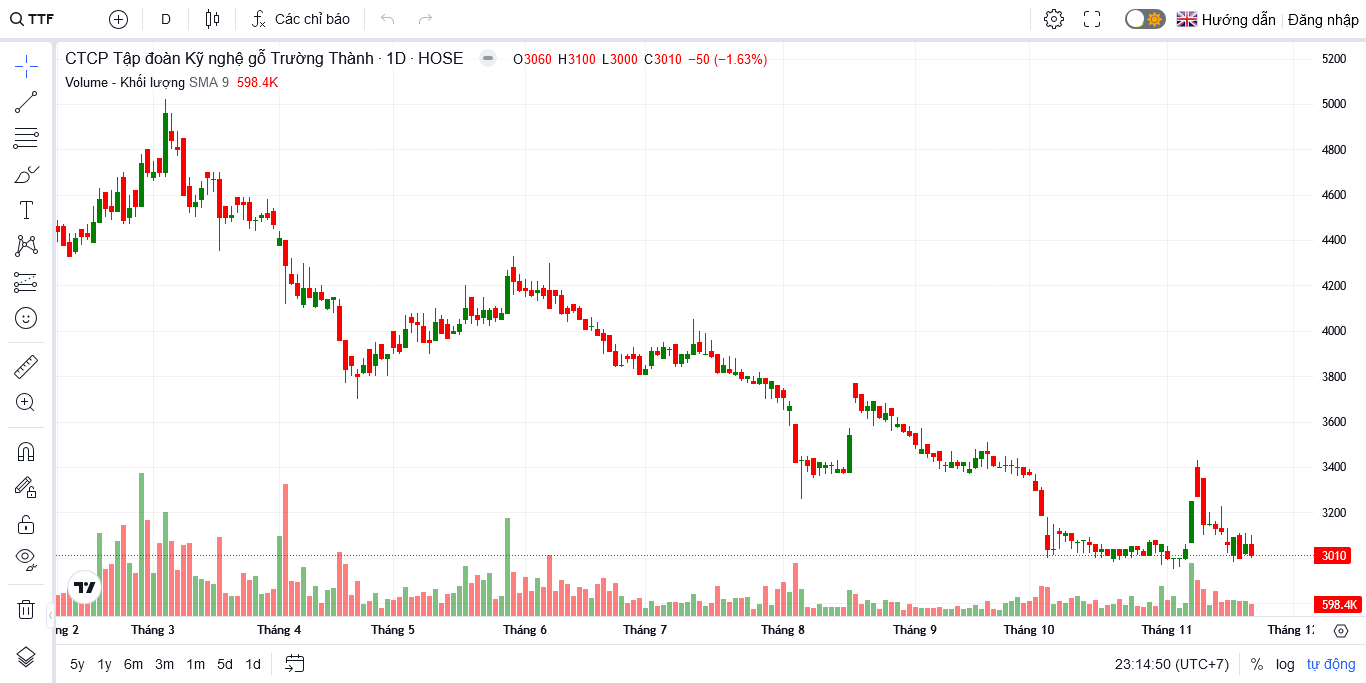 TTF D Các chỉ báo Hướng dẫn Đăng nhập
CTCP Tập đoàn Kỹ nghệ gỗ Trường Thành · 1D · HOSE O3060 H3100 L3000 C3010 −50 (−1.63%)
Volume - Khối lượng SMA 9 598.4K
5200
5000
4800
4600
4400
4200
4000
3800
3600
3400
3200
3010
598.4K
ng 2 Tháng 3 Tháng 4 Tháng 5 Tháng 6 Tháng 7 Tháng 8 Tháng 9 Tháng 10 Tháng 11 Tháng 12
5y 1y 6m 3m 1m 5d 1d 23:14:50 (UTC+7) % log tự động